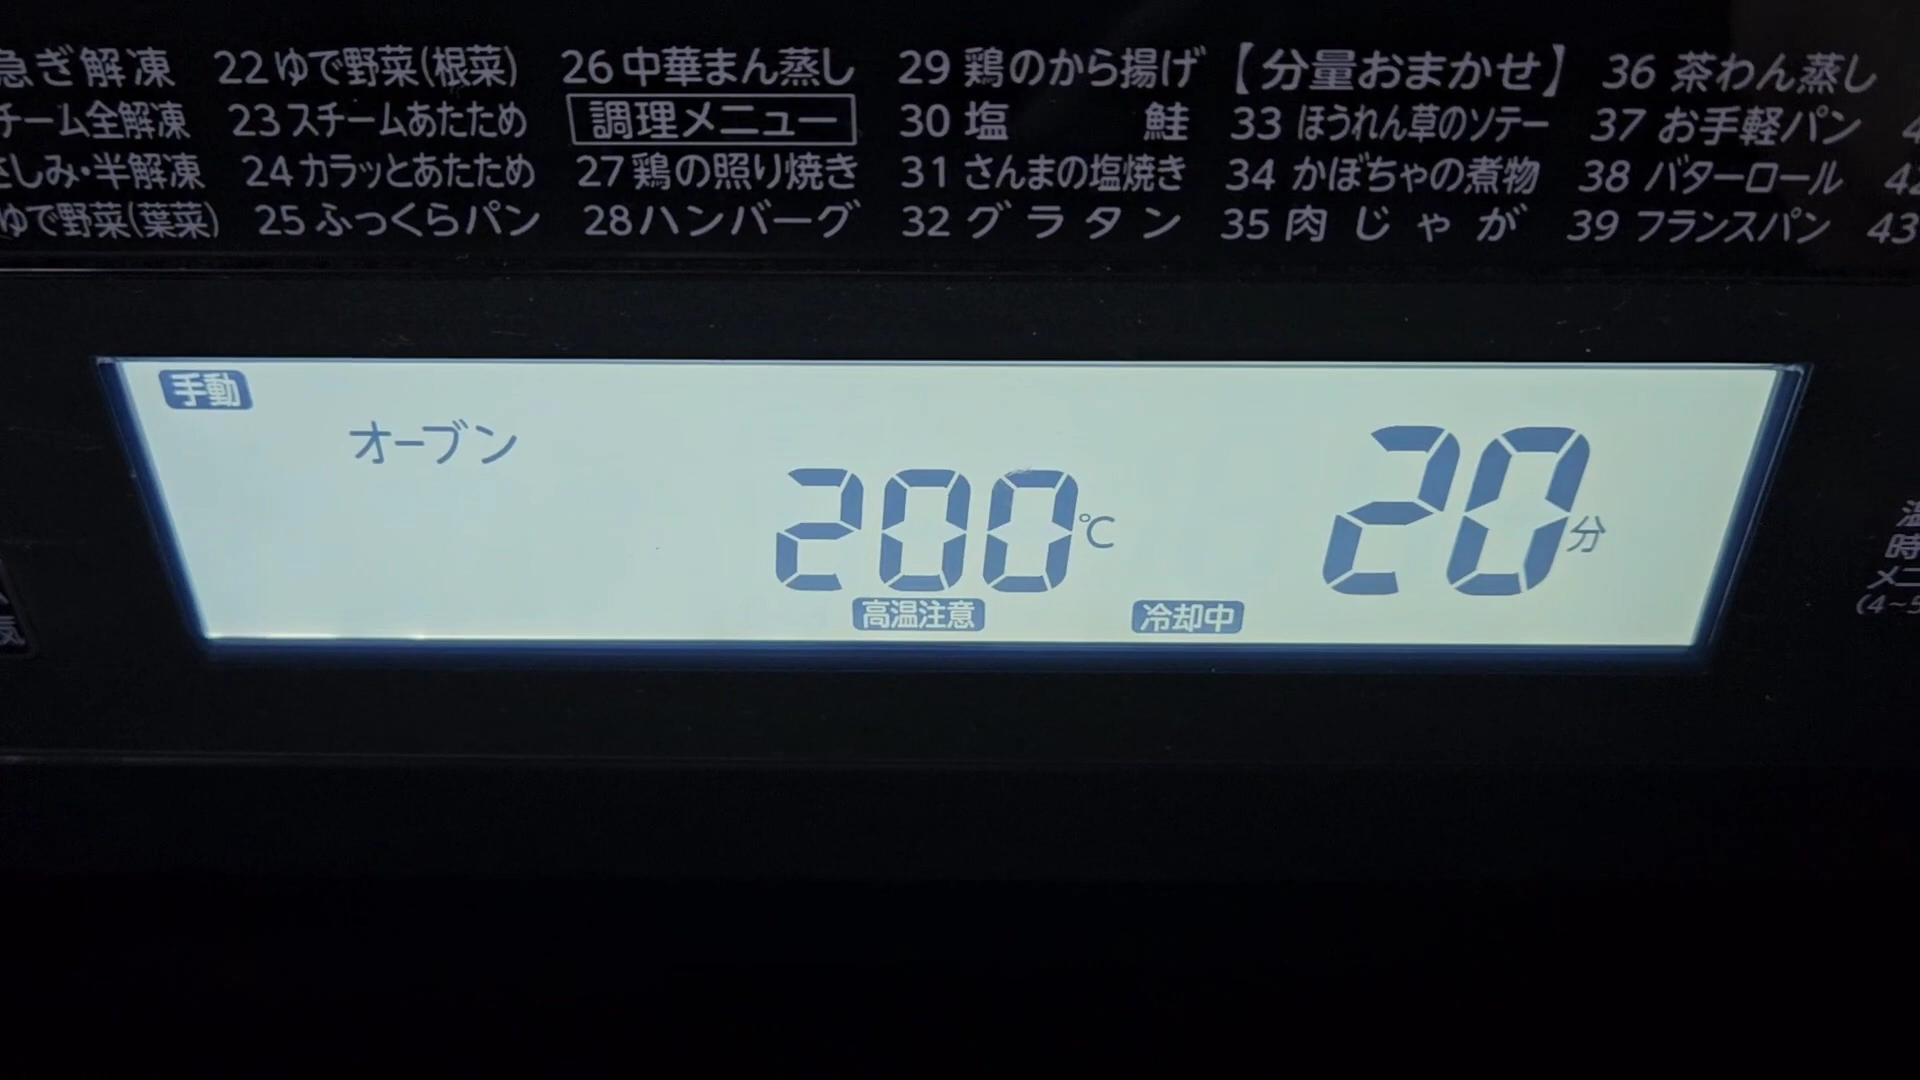 急ぎ解凍 22 ゆで野菜(根菜) 26 中華まん蒸し 29 鶏のから揚げ 【分量おまかせ】 36 茶わん蒸し
チーム全解凍 23 スチームあたため 調理メニュー 30 塩 鮭 33 ほうれん草のソテー 37 お手軽パン
さしみ・半解凍 24 カラッとあたため 27 鶏の照り焼き 31 さんまの塩焼き 34 かぼちゃの煮物 38 バターロール
ゆで野菜(葉菜) 25 ふっくらパン 28 ハンバーグ 32 グラタン 35 肉じゃが 39 フランスパン 43
手動
オーブン
200℃ 20分
高温注意 冷却中
時
(4~5